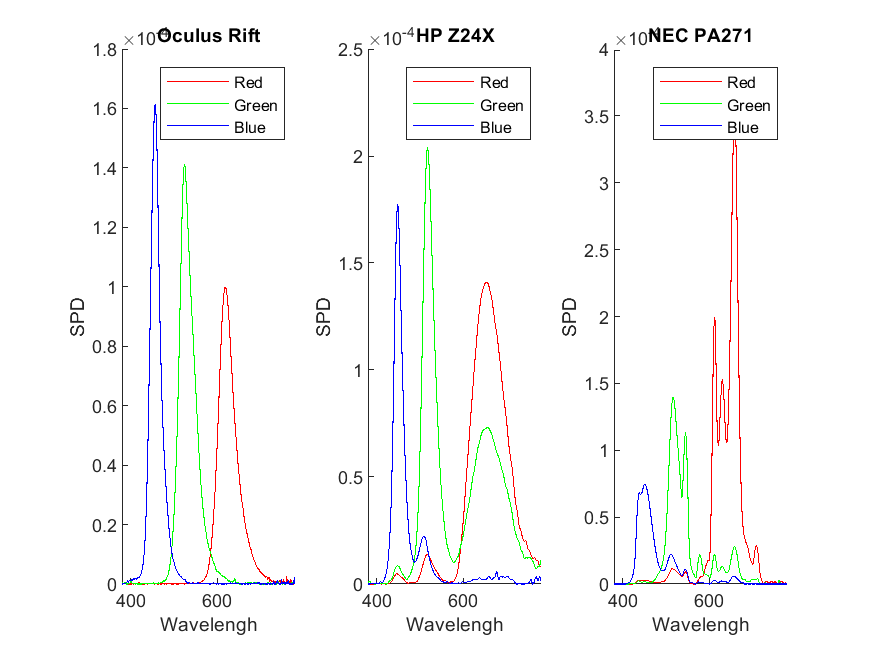 Oculus Rift
×10
Red
Green
Blue
1.8
1.6
1.4
1.2
1
0.8
0.6
0.4
0.2
0
400
600
SPD
Wavelengh
HP Z24X
×10-4
Red
Green
Blue
2.5
2
1.5
1
0.5
0
400
600
SPD
Wavelengh
NEC PA271
×10
Red
Green
Blue
4
3.5
3
2.5
2
1.5
1
0.5
0
400
600
SPD
Wavelengh